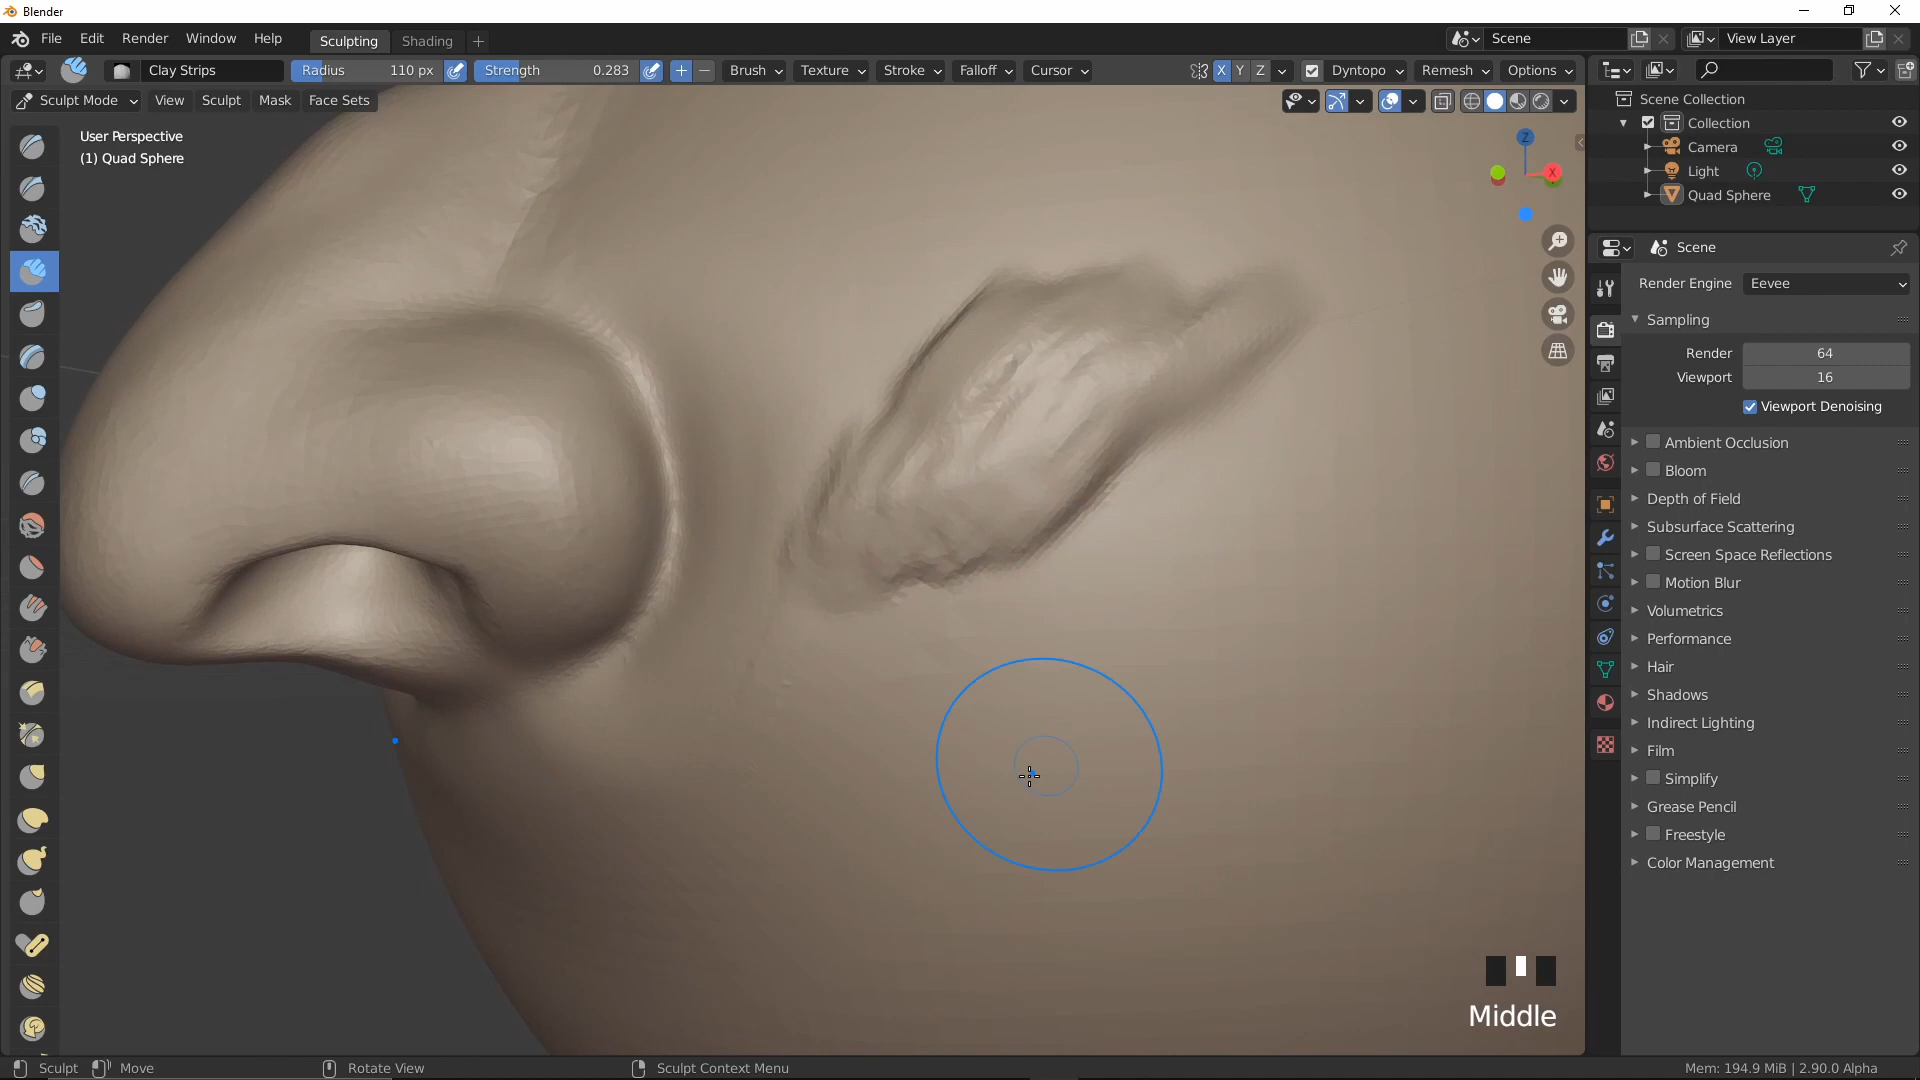 Blender
File Edit Render Window Help Sculpting Shading + Scene View Layer
Clay Strips Radius 110 px Strength 0.283 + − Brush Texture Stroke Falloff Cursor X Y Z Dyntopo Remesh Options
Sculpt Mode View Sculpt Mask Face Sets
User Perspective
(1) Quad Sphere
Z
X
Middle
Scene Collection
Collection
Camera
Light
Quad Sphere
Scene
Render Engine Eevee
Sampling
Render 64
Viewport 16
Viewport Denoising
Ambient Occlusion
Bloom
Depth of Field
Subsurface Scattering
Screen Space Reflections
Motion Blur
Volumetrics
Performance
Hair
Shadows
Indirect Lighting
Film
Simplify
Grease Pencil
Freestyle
Color Management
Sculpt Move Rotate View Sculpt Context Menu Mem: 194.9 MiB | 2.90.0 Alpha